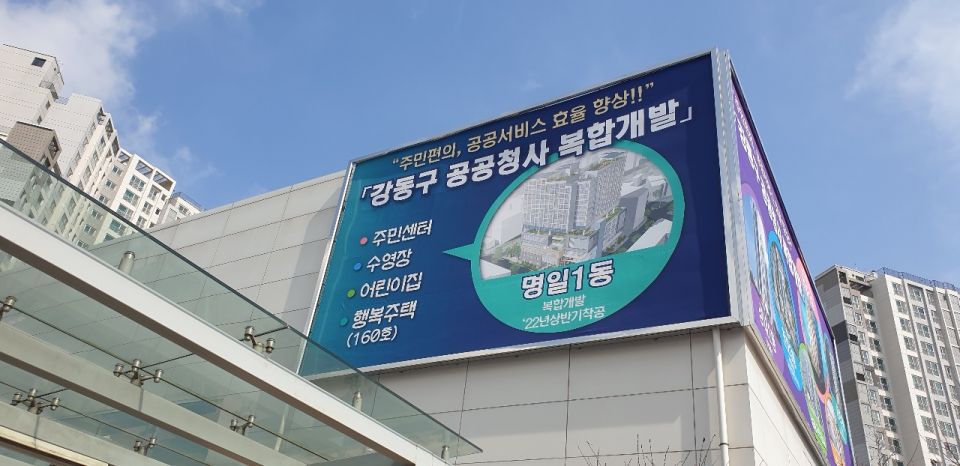 “주민편의, 공공서비스 효율 향상!!”
「강동구 공공청사 복합개발」
주민센터
수영장
어린이집
행복주택
(160호)
명일1동
복합개발
'22년상반기착공